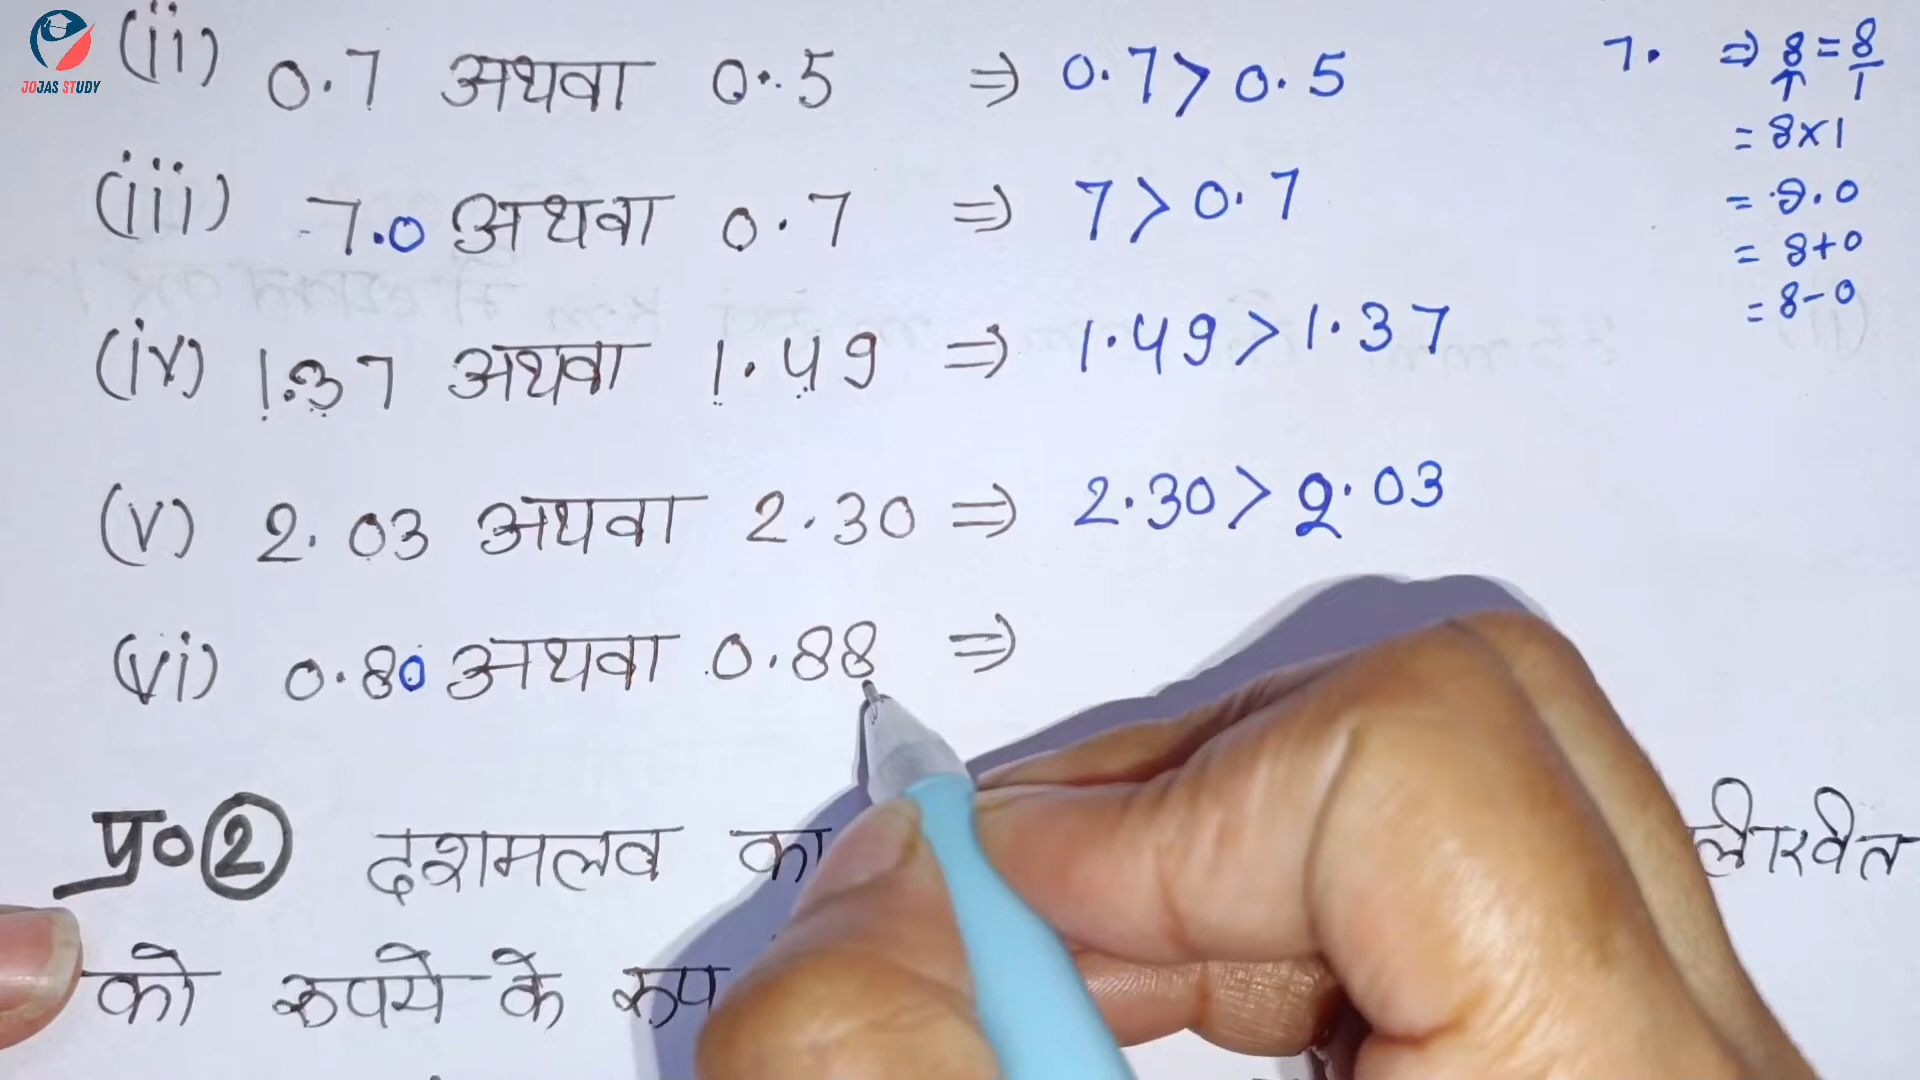 JOJAS STUDY
(ii) 0.7 अथवा 0.5 ⇒ 0.7 > 0.5
(iii) 7.0 अथवा 0.7 ⇒ 7 > 0.7
(iv) 1.37 अथवा 1.49 ⇒ 1.49 > 1.37
(v) 2.03 अथवा 2.30 ⇒ 2.30 > 2.03
(vi) 0.80 अथवा 0.88 ⇒
प्र० 2 दशमलव का
को रूपये के रूप
7. ⇒ 8 = 8/1
= 8×1
= 8.0
= 8+0
= 8-0